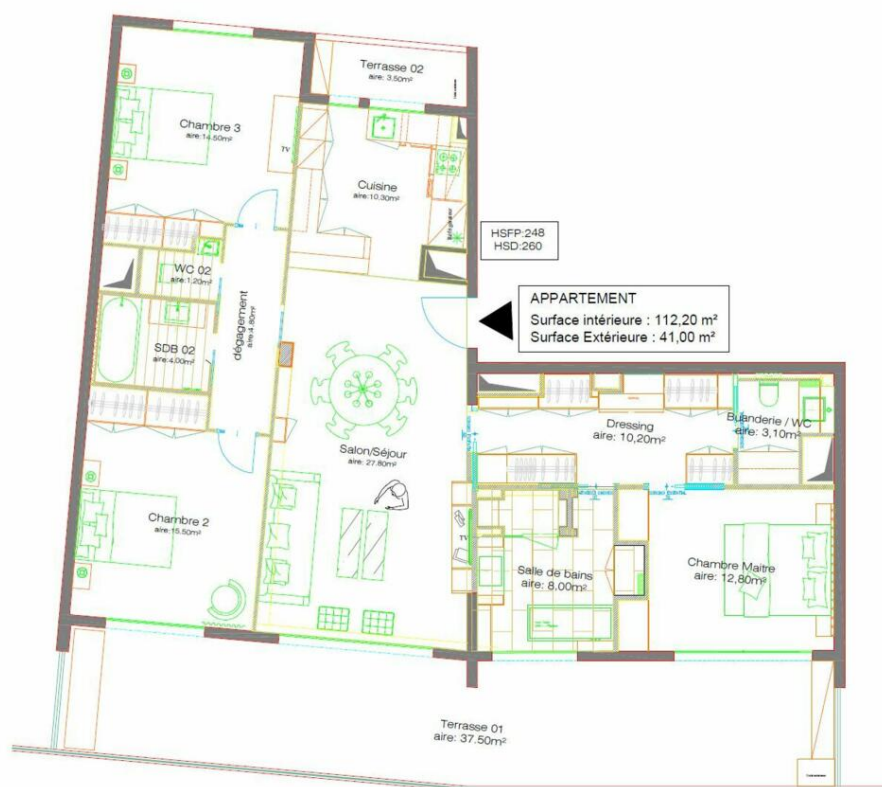 Terrasse 02
aire: 3.50m²
Chambre 3
aire:14.50m²
TV
Cuisine
aire:10.30m²
HSFP:248
HSD:260
WC 02
aire:1.20m²
dégagement
aire:4.80m²
APPARTEMENT
Surface intérieure : 112,20 m²
Surface Extérieure : 41,00 m²
SDB 02
aire:4.00m²
Dressing
aire: 10,20m²
Buanderie / WC
aire: 3,10m²
Salon/Séjour
aire: 27.80m²
Chambre 2
aire:15.50m²
TV
Salle de bains
aire: 8,00m²
Chambre Maitre
aire: 12,80m²
Terrasse 01
aire: 37.50m²